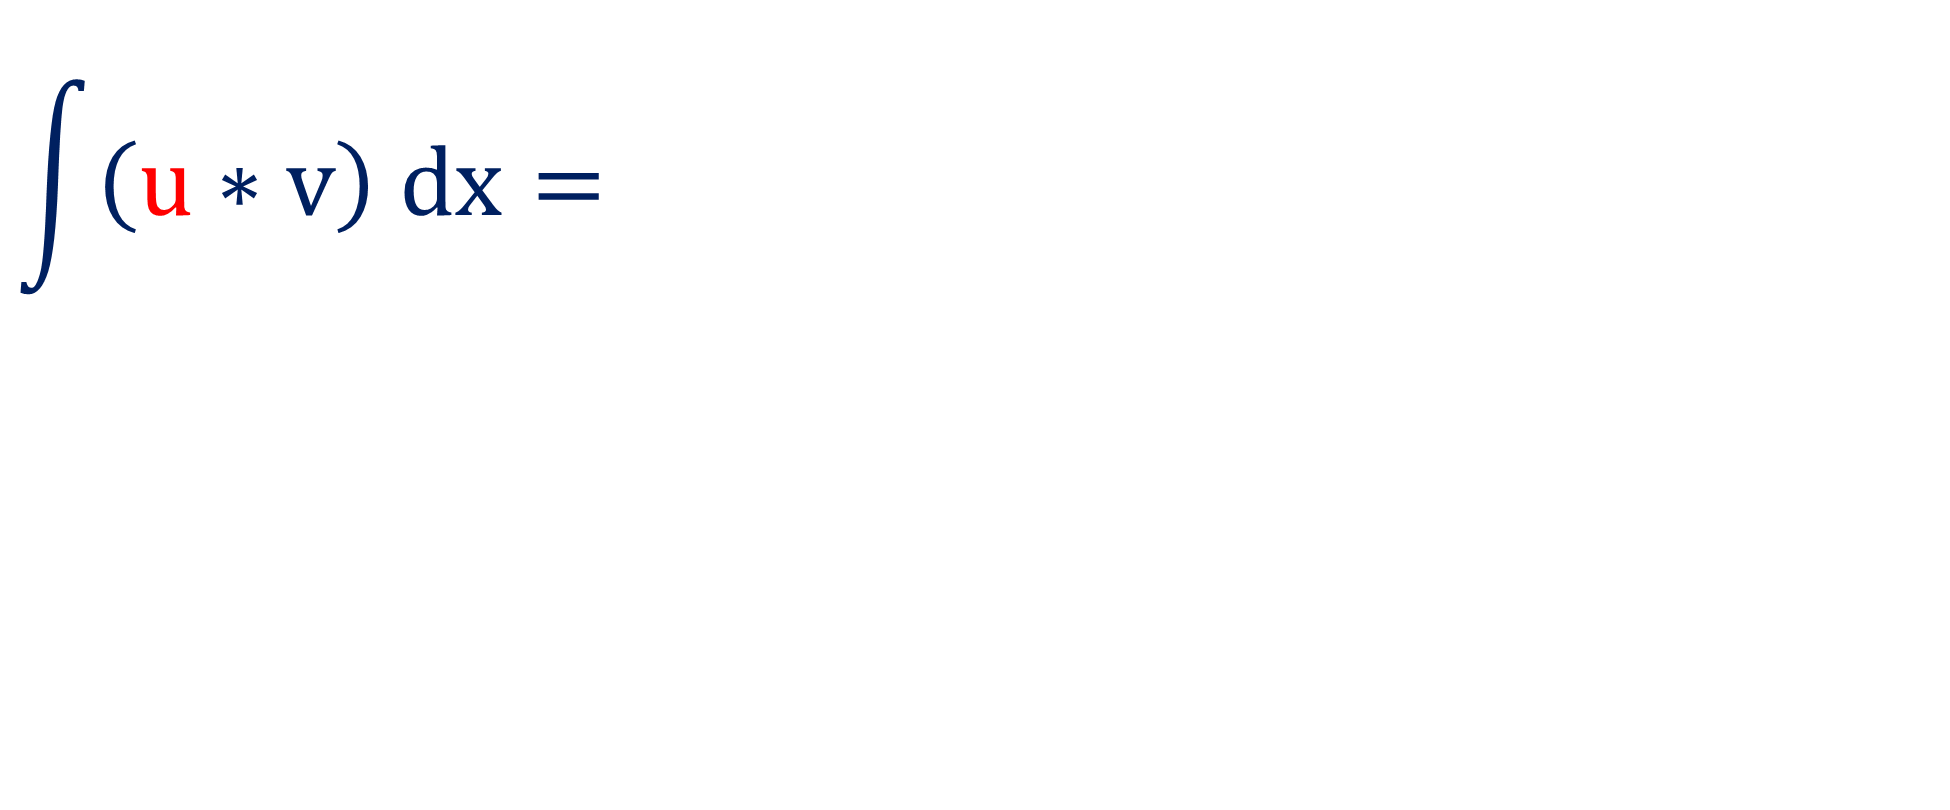 ∫ (u ∗ v) dx =